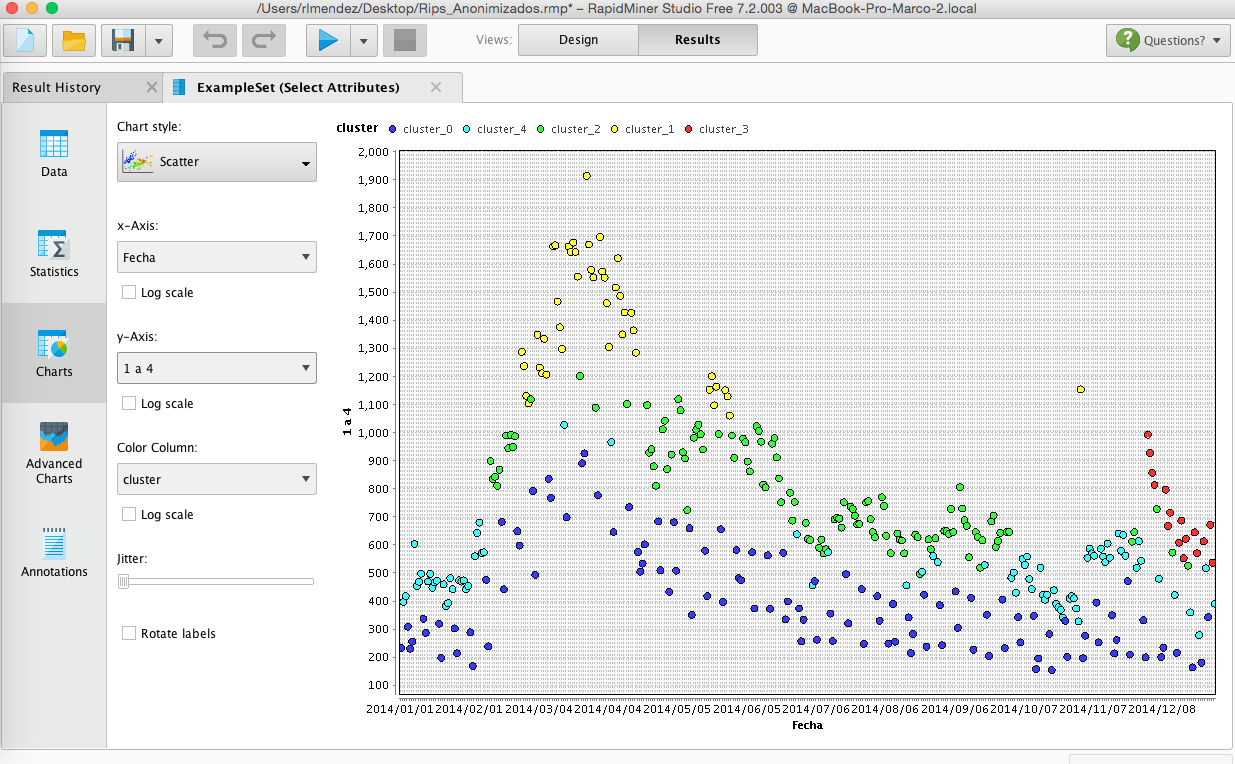 /Users/rlmendez/Desktop/Rips_Anonimizados.rmp* – RapidMiner Studio Free 7.2.003 @ MacBook-Pro-Marco-2.local
Views: Design Results Questions?
Result History ExampleSet (Select Attributes)
Data
Statistics
Charts
Advanced
Charts
Annotations
Chart style:
Scatter
x-Axis:
Fecha
Log scale
y-Axis:
1 a 4
Log scale
Color Column:
cluster
Log scale
Jitter:
Rotate labels
cluster cluster_0 cluster_4 cluster_2 cluster_1 cluster_3
2,000
1,900
1,800
1,700
1,600
1,500
1,400
1,300
1,200
1,100
1,000
900
800
700
600
500
400
300
200
100
1 a 4
2014/01/01 2014/02/01 2014/03/04 2014/04/04 2014/05/05 2014/06/05 2014/07/06 2014/08/06 2014/09/06 2014/10/07 2014/11/07 2014/12/08
Fecha